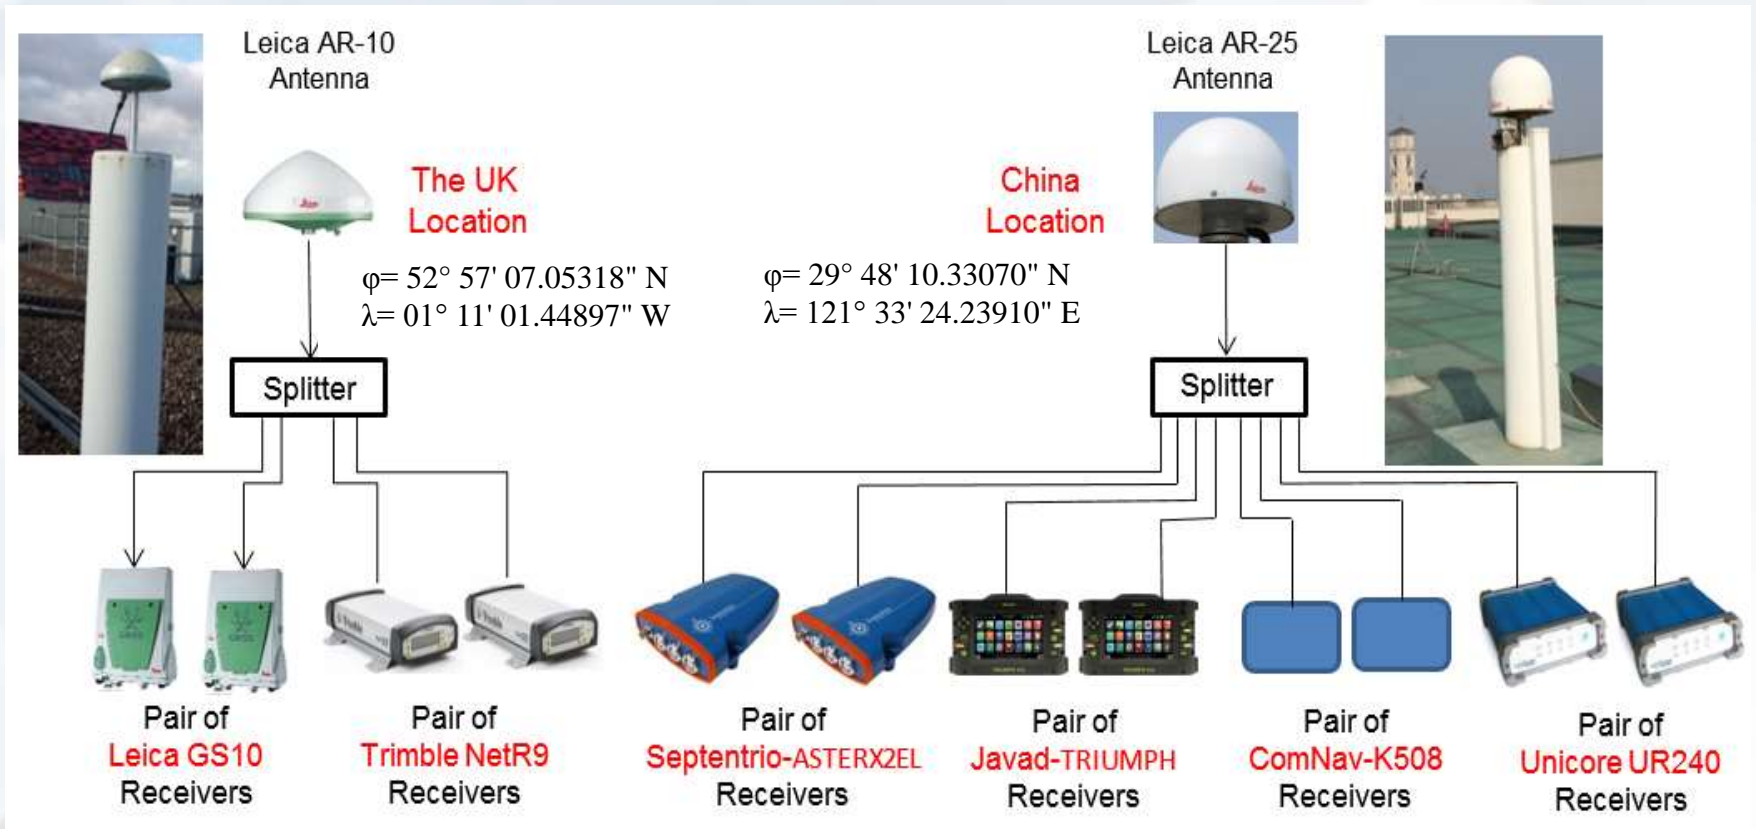 Leica AR-10
Antenna
Leica AR-25
Antenna
The UK
Location
China
Location
φ= 52° 57' 07.05318" N
λ= 01° 11' 01.44897" W
φ= 29° 48' 10.33070" N
λ= 121° 33' 24.23910" E
Splitter
Splitter
Pair of
Leica GS10
Receivers
Pair of
Trimble NetR9
Receivers
Pair of
Septentrio-ASTERX2EL
Receivers
Pair of
Javad-TRIUMPH
Receivers
Pair of
ComNav-K508
Receivers
Pair of
Unicore UR240
Receivers